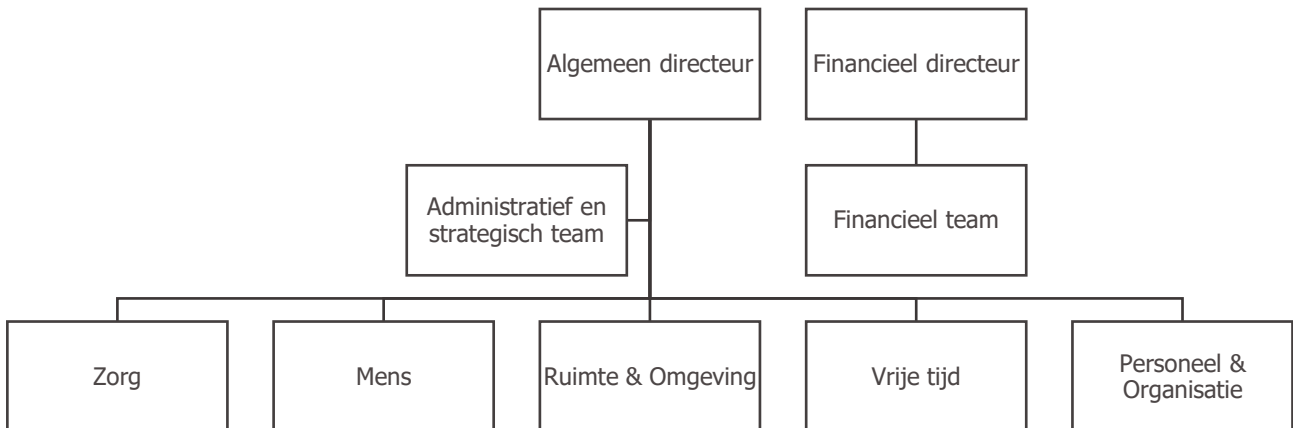 Algemeen directeur
Financieel directeur
Administratief en
strategisch team
Financieel team
Zorg
Mens
Ruimte & Omgeving
Vrije tijd
Personeel &
Organisatie